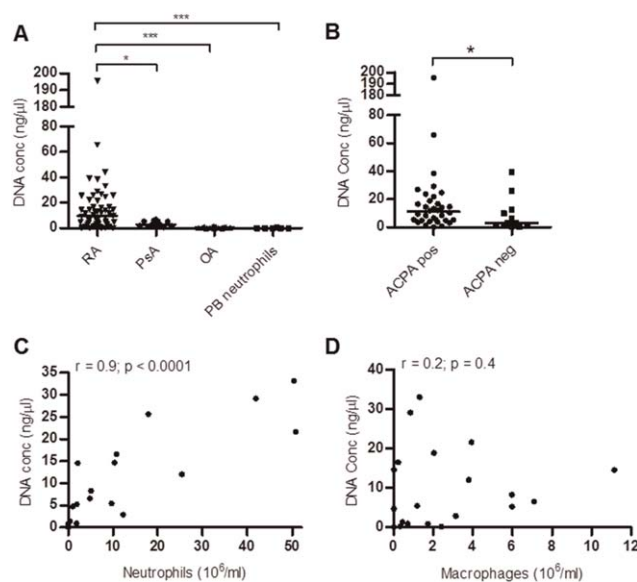 A
B
***
***
*
*
DNA conc (ng/µl)
200
190
180
80
60
40
20
0
RA
PsA
OA
PB neutrophils
DNA Conc (ng/µl)
200
190
180
60
40
20
0
ACPA pos
ACPA neg
C
D
r = 0.9; p < 0.0001
r = 0.2; p = 0.4
DNA conc (ng/µl)
35
30
25
20
15
10
5
0
0 10 20 30 40 50
Neutrophils (10⁶/ml)
DNA Conc (ng/µl)
40
30
20
10
0
0 2 4 6 8 10 12
Macrophages (10⁶/ml)